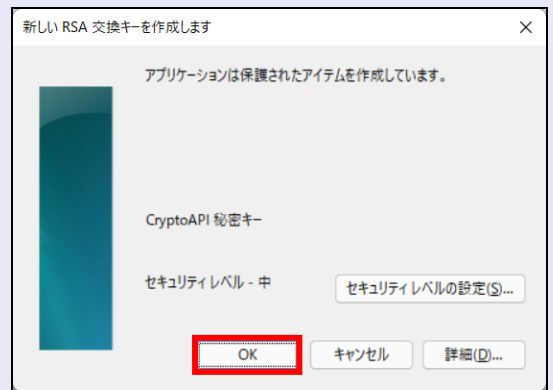 新しい RSA 交換キーを作成します
アプリケーションは保護されたアイテムを作成しています。
CryptoAPI 秘密キー
セキュリティ レベル - 中
セキュリティ レベルの設定(S)...
OK キャンセル 詳細(D)...